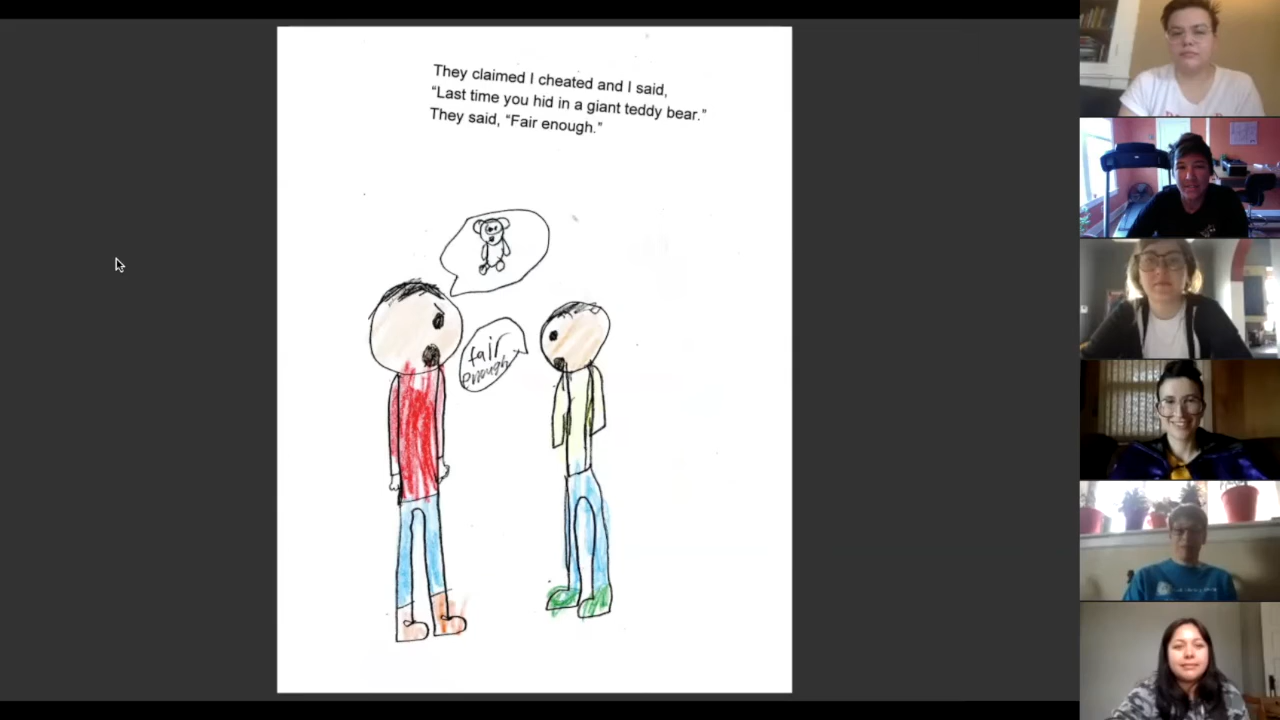 They claimed I cheated and I said,
“Last time you hid in a giant teddy bear.”
They said, “Fair enough.”
fair
enough